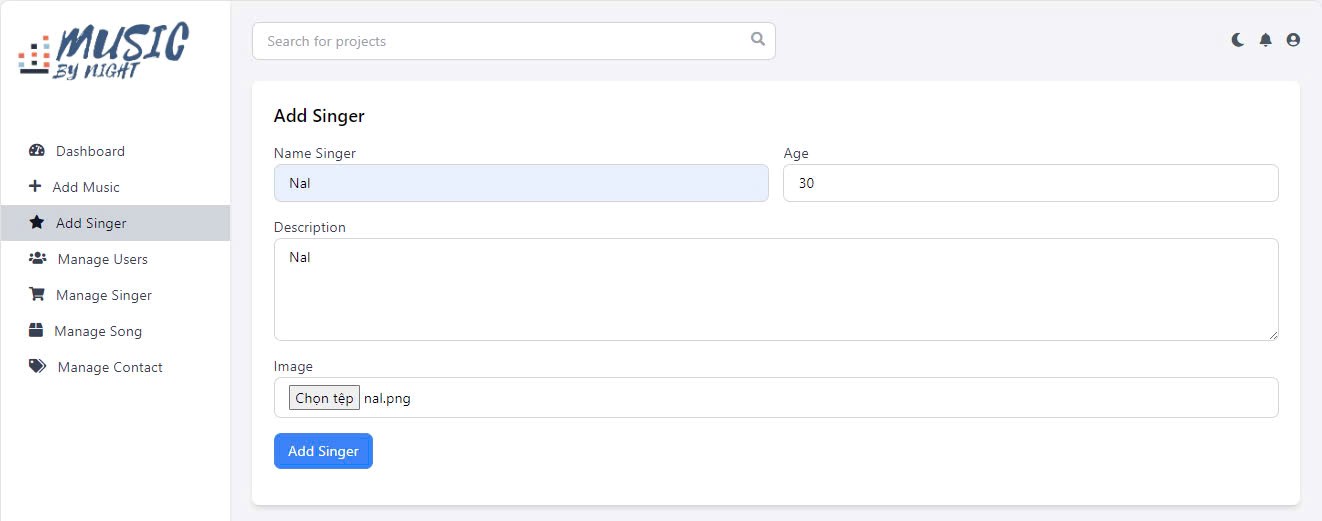 MUSIC
BY NIGHT
Search for projects
Dashboard
Add Music
Add Singer
Manage Users
Manage Singer
Manage Song
Manage Contact
Add Singer
Name Singer
Age
Nal
30
Description
Nal
Image
Chọn tệp nal.png
Add Singer